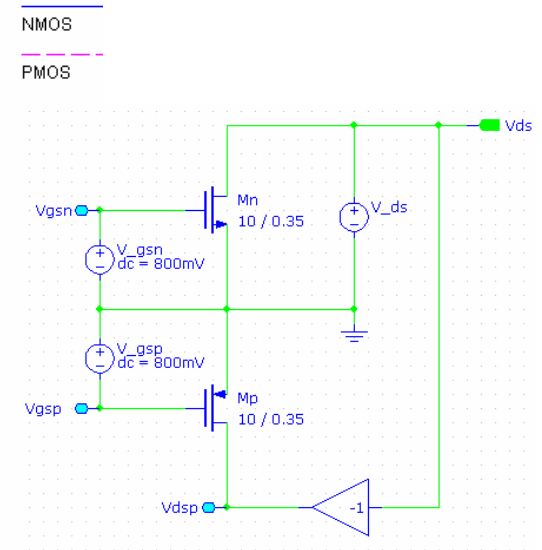 NMOS
PMOS
Vds
Mn
10 / 0.35
V_ds
Vgsn
V_gsn
dc = 800mV
V_gsp
dc = 800mV
Vgsp
Mp
10 / 0.35
Vdsp
-1